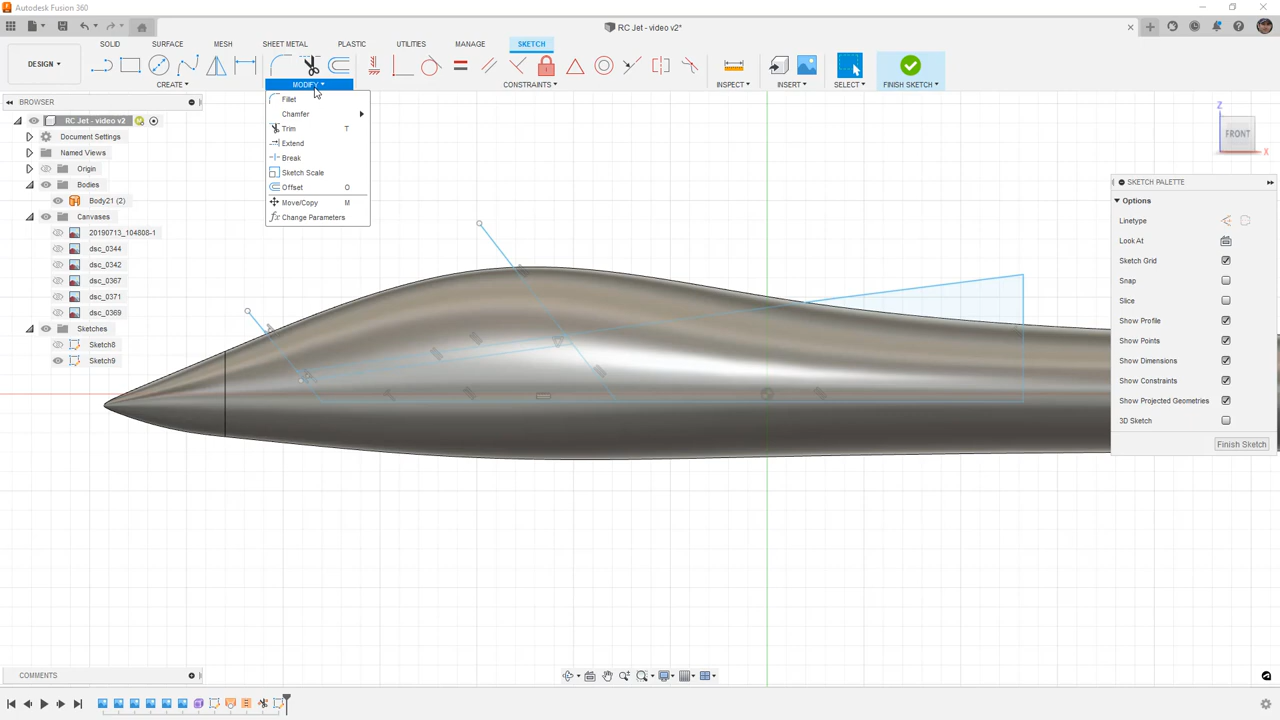 Autodesk Fusion 360
RC Jet - video v2*
DESIGN
SOLID
SURFACE
MESH
SHEET METAL
PLASTIC
UTILITIES
MANAGE
SKETCH
CREATE
MODIFY
CONSTRAINTS
INSPECT
INSERT
SELECT
FINISH SKETCH
BROWSER
RC Jet - video v2
Document Settings
Named Views
Origin
Bodies
Body21 (2)
Canvases
20190713_104808-1
dsc_0344
dsc_0342
dsc_0367
dsc_0371
dsc_0369
Sketches
Sketch8
Sketch9
Fillet
Chamfer
Trim T
Extend
Break
Sketch Scale
Offset O
Move/Copy M
Change Parameters
Z
FRONT
X
SKETCH PALETTE
Options
Linetype
Look At
Sketch Grid
Snap
Slice
Show Profile
Show Points
Show Dimensions
Show Constraints
Show Projected Geometries
3D Sketch
Finish Sketch
COMMENTS